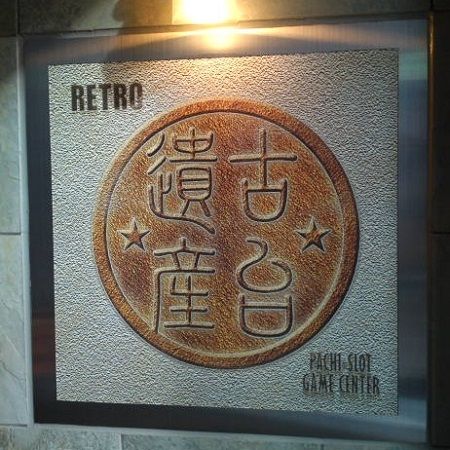 RETRO
古台
遺産
PACHI-SLOT
GAME CENTER